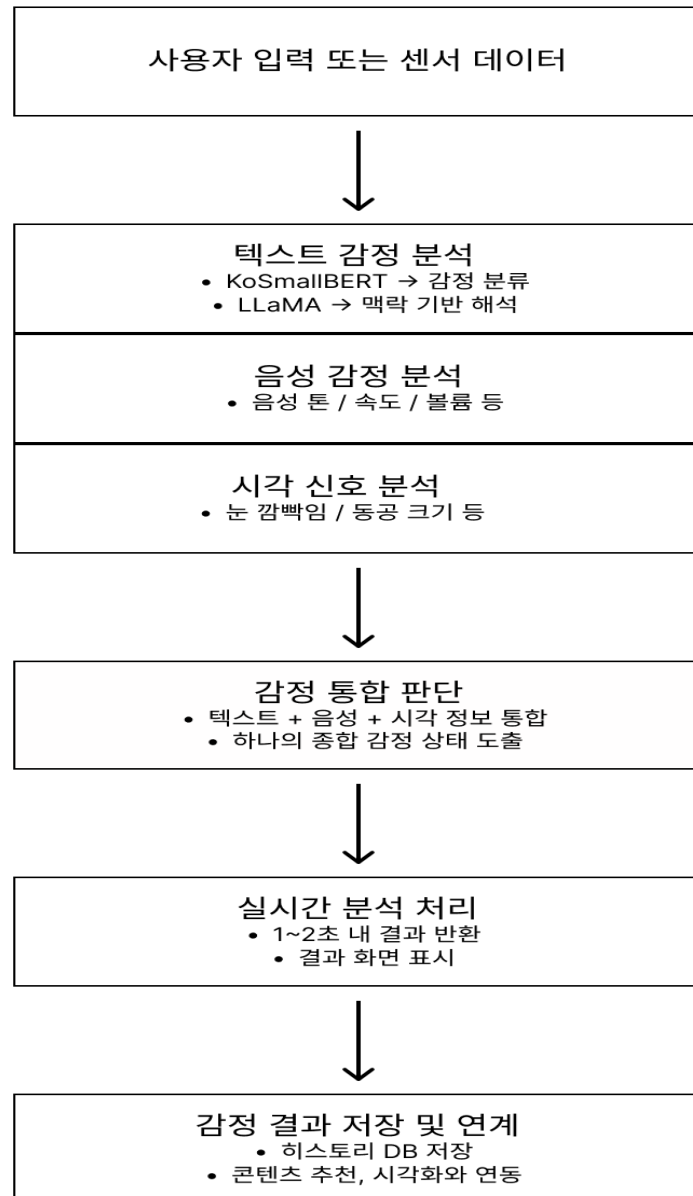 사용자 입력 또는 센서 데이터
텍스트 감정 분석
• KoSmallBERT → 감정 분류
• LLaMA → 맥락 기반 해석
음성 감정 분석
• 음성 톤 / 속도 / 볼륨 등
시각 신호 분석
• 눈 깜빡임 / 동공 크기 등
감정 통합 판단
• 텍스트 + 음성 + 시각 정보 통합
• 하나의 종합 감정 상태 도출
실시간 분석 처리
• 1~2초 내 결과 반환
• 결과 화면 표시
감정 결과 저장 및 연계
• 히스토리 DB 저장
• 콘텐츠 추천, 시각화와 연동